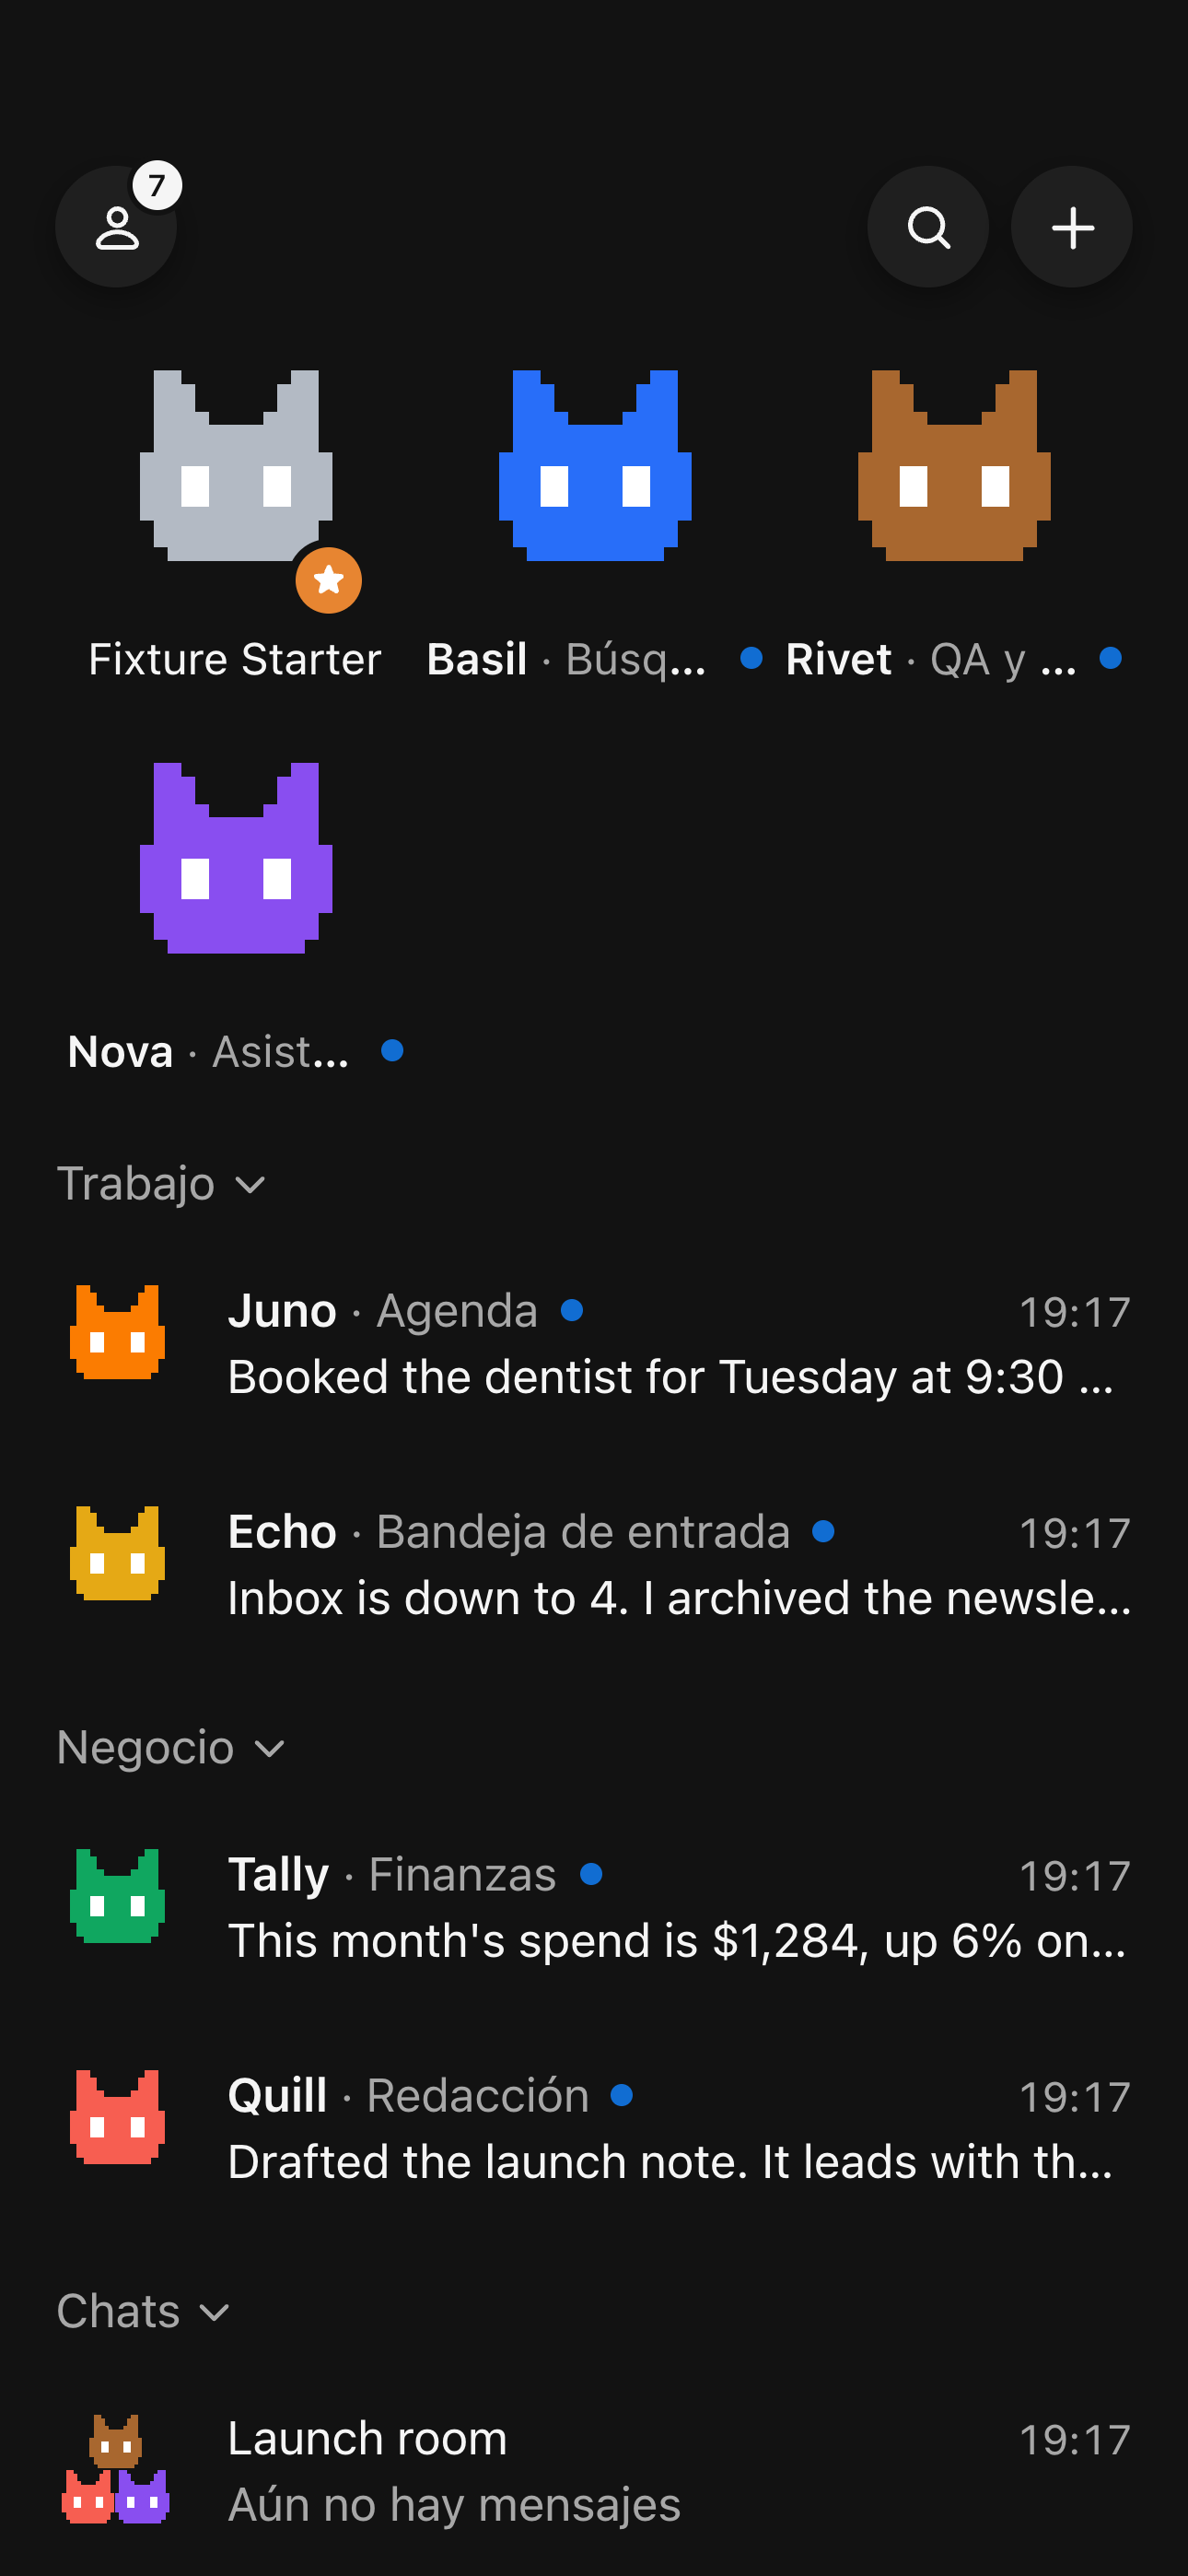 7
Fixture Starter
Basil · Búsq...
Rivet · QA y ...
Nova · Asist...
Trabajo
Juno · Agenda 19:17
Booked the dentist for Tuesday at 9:30 ...
Echo · Bandeja de entrada 19:17
Inbox is down to 4. I archived the newsle...
Negocio
Tally · Finanzas 19:17
This month's spend is $1,284, up 6% on...
Quill · Redacción 19:17
Drafted the launch note. It leads with th...
Chats
Launch room 19:17
Aún no hay mensajes